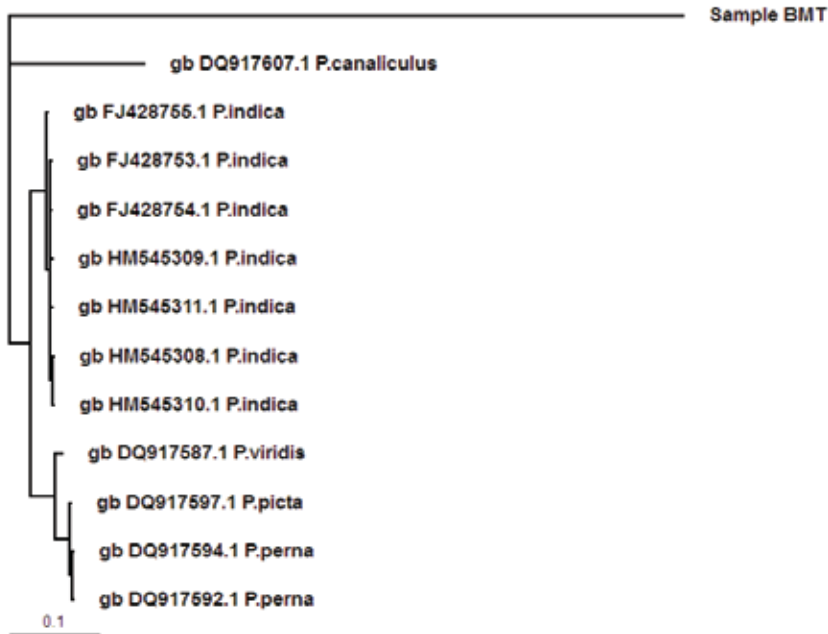 Sample BMT
gb DQ917607.1 P.canaliculus
gb FJ428755.1 P.indica
gb FJ428753.1 P.indica
gb FJ428754.1 P.indica
gb HM545309.1 P.indica
gb HM545311.1 P.indica
gb HM545308.1 P.indica
gb HM545310.1 P.indica
gb DQ917587.1 P.viridis
gb DQ917597.1 P.picta
gb DQ917594.1 P.perna
gb DQ917592.1 P.perna
0.1